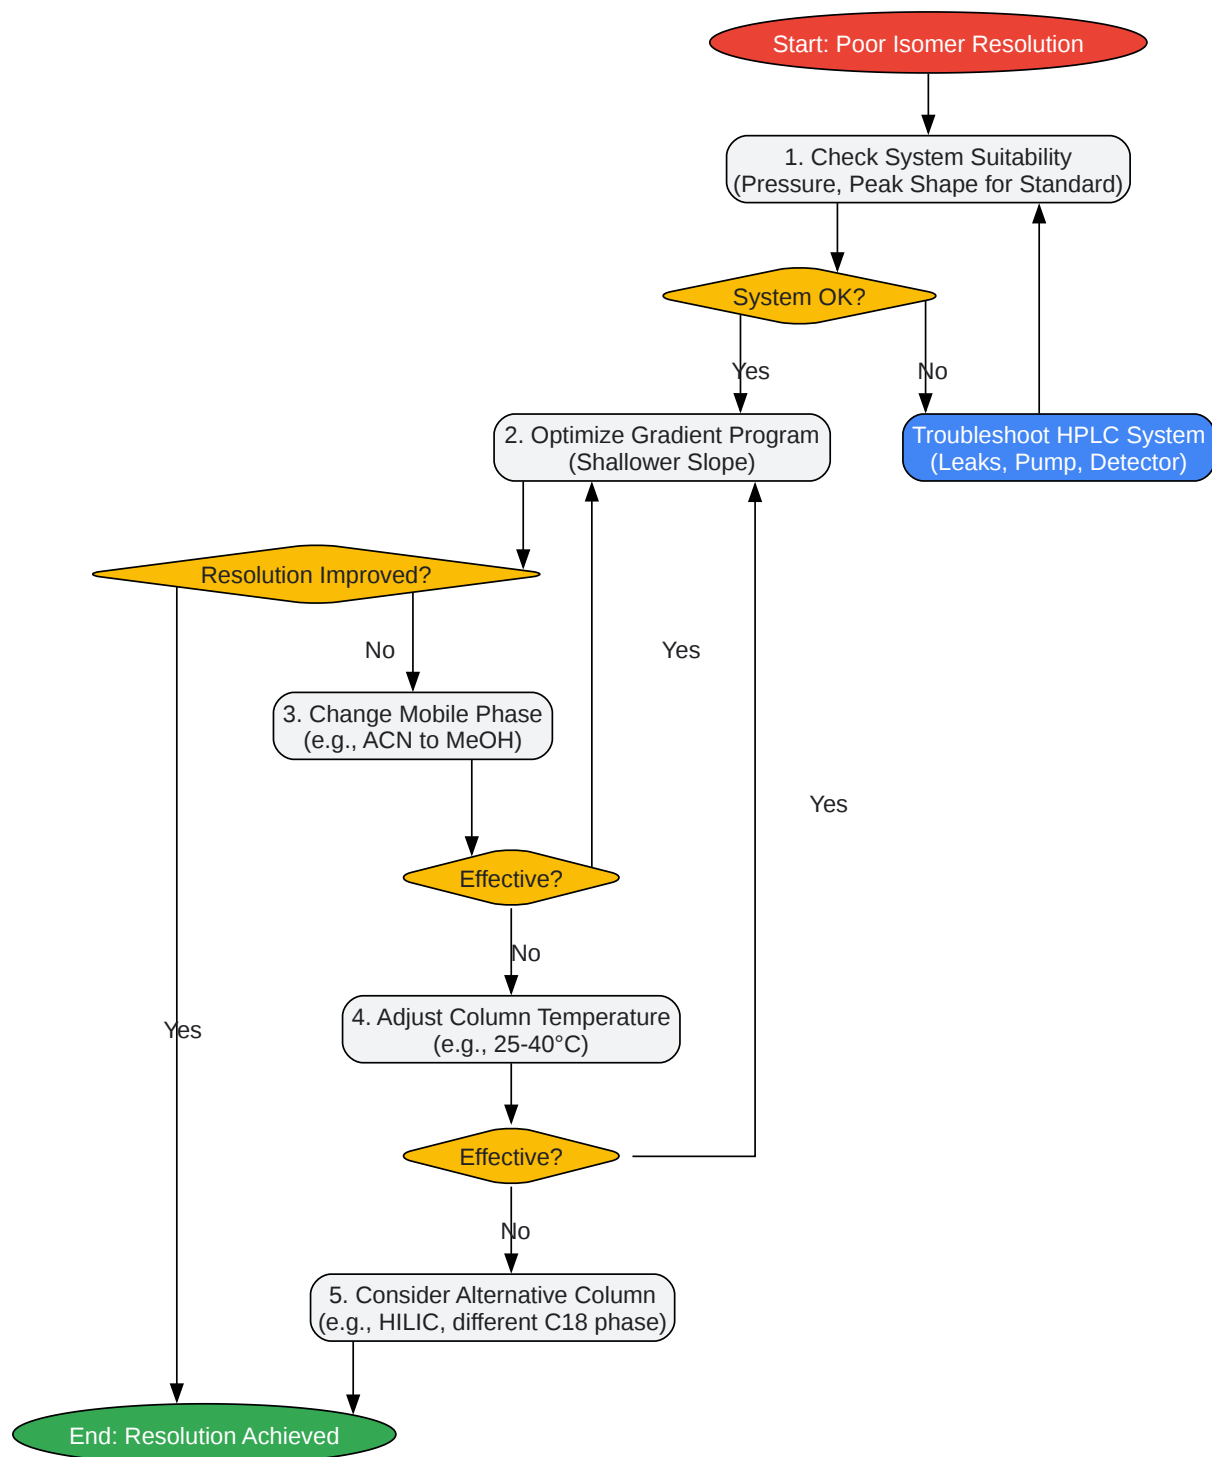 Start: Poor Isomer Resolution
1. Check System Suitability
(Pressure, Peak Shape for Standard)
System OK?
Yes
No
2. Optimize Gradient Program
(Shallower Slope)
Troubleshoot HPLC System
(Leaks, Pump, Detector)
Resolution Improved?
No
Yes
3. Change Mobile Phase
(e.g., ACN to MeOH)
Yes
Effective?
No
4. Adjust Column Temperature
(e.g., 25-40°C)
Yes
Effective?
No
5. Consider Alternative Column
(e.g., HILIC, different C18 phase)
End: Resolution Achieved